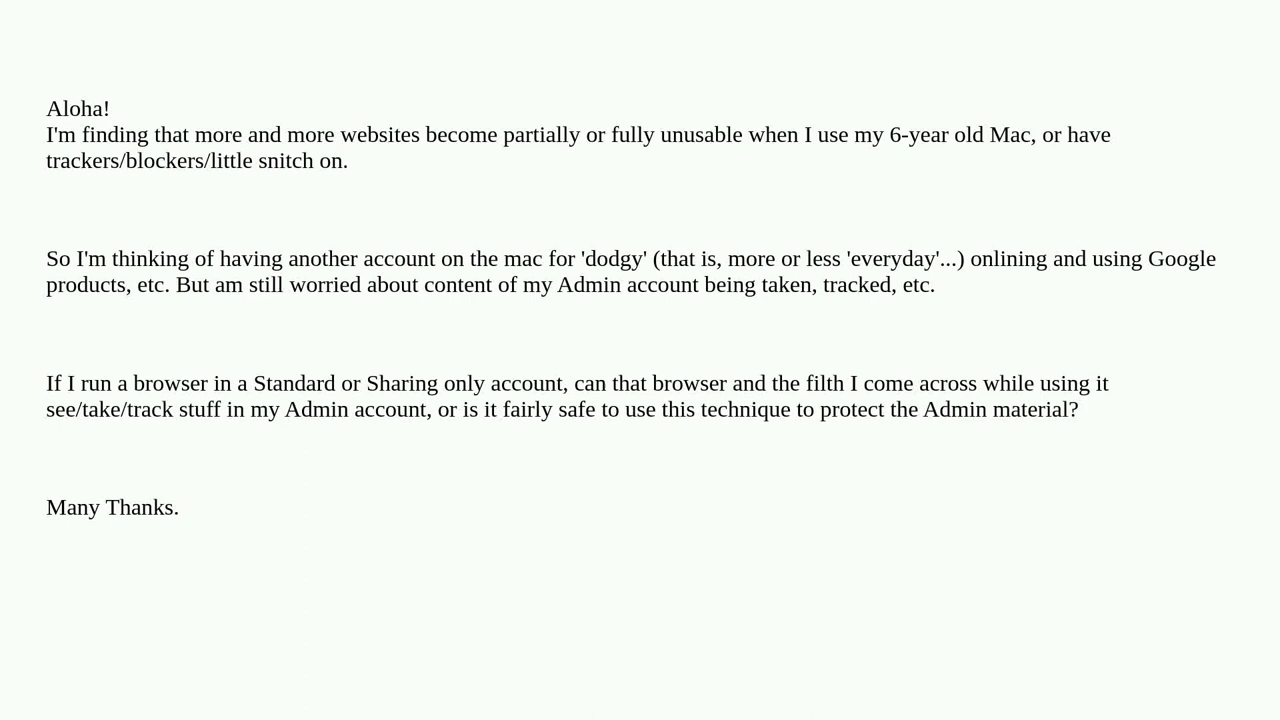 Aloha!
I'm finding that more and more websites become partially or fully unusable when I use my 6-year old Mac, or have
trackers/blockers/little snitch on.
So I'm thinking of having another account on the mac for 'dodgy' (that is, more or less 'everyday'...) onlining and using Google
products, etc. But am still worried about content of my Admin account being taken, tracked, etc.
If I run a browser in a Standard or Sharing only account, can that browser and the filth I come across while using it
see/take/track stuff in my Admin account, or is it fairly safe to use this technique to protect the Admin material?
Many Thanks.